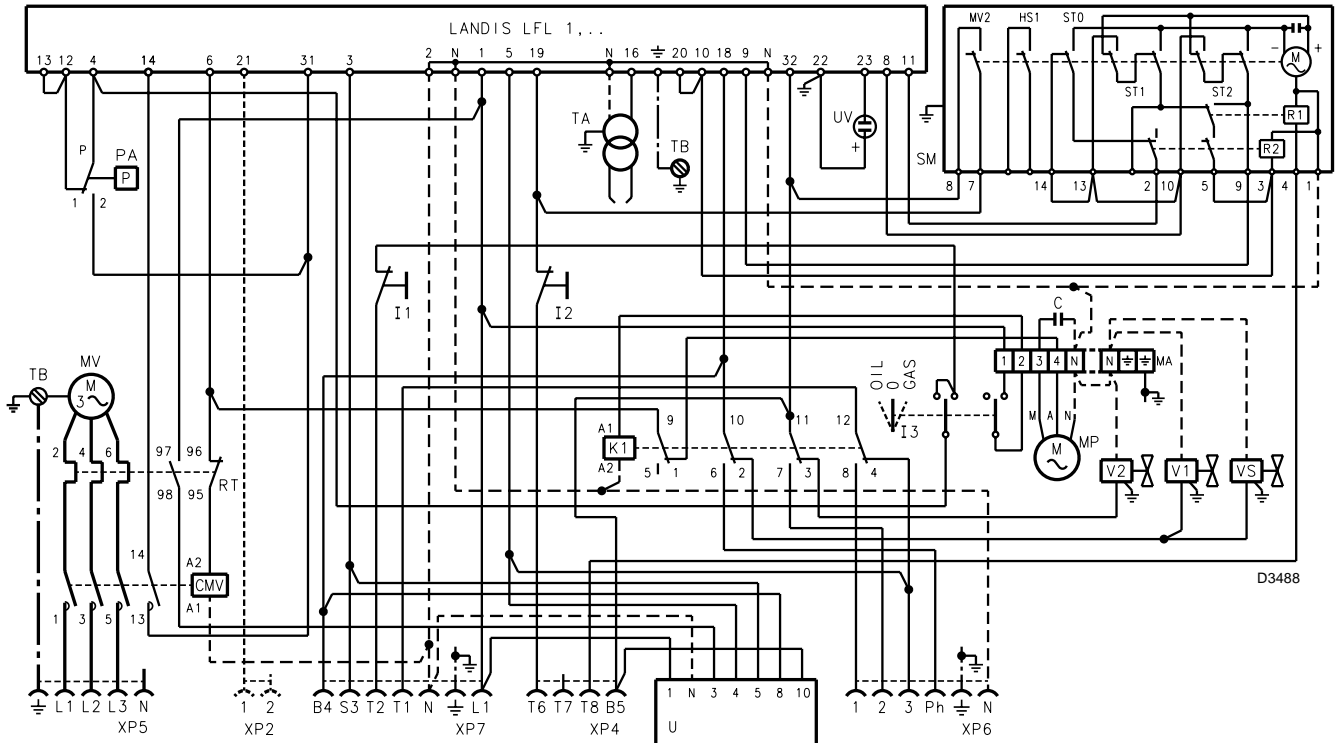 LANDIS LFL 1,..
MV2 HS1 ST0
- +
M
ST1 ST2
R1
R2
SM
8 7 14 13 2 10 5 9 3 4 1
13 12 4 14 6 21 31 3 2 N 1 5 19 N 16 20 10 18 9 N 32 22 23 8 11
TA
TB
UV
+
P PA
P
1 2
I1
I2
C
1 2 3 4 N N MA
OIL
0
GAS
I3
M A N
M
MP
V2 V1 VS
TB MV
M
3
2 4 6 97 96
98 95 RT
A1
K1
A2
9 10 11 12
5 1 6 2 7 3 8 4
14
A2
CMV
A1
1 3 5 13
D3488
L1 L2 L3 N
XP5
1 2
XP2
B4 S3 T2 T1 N L1
XP7
T6 T7 T8 B5
XP4
1 N 3 4 5 8 10
U
1 2 3 Ph N
XP6